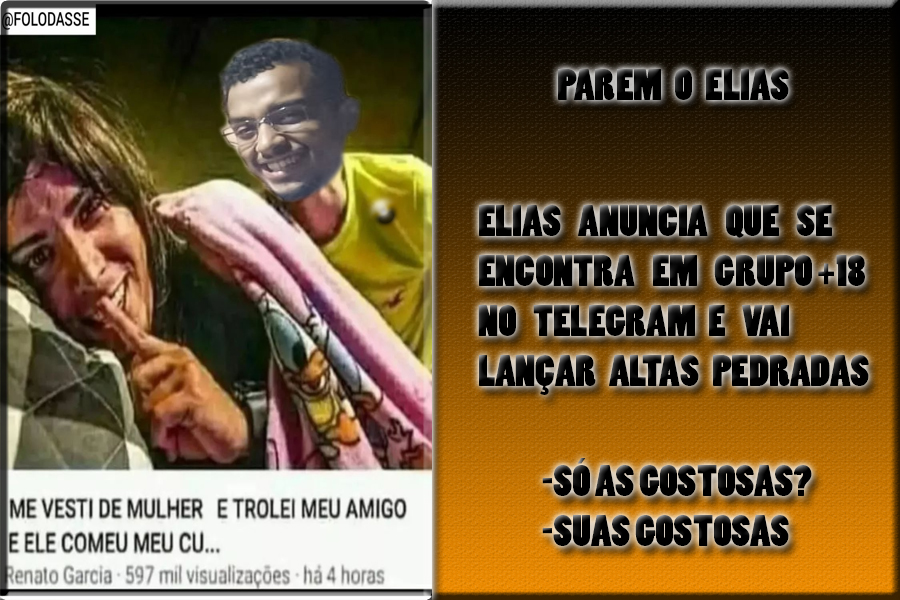 @FOLODASSE
ME VESTI DE MULHER E TROLEI MEU AMIGO
E ELE COMEU MEU CU...
Renato Garcia · 597 mil visualizações · há 4 horas
PAREM O ELIAS
ELIAS ANUNCIA QUE SE
ENCONTRA EM GRUPO+18
NO TELEGRAM E VAI
LANÇAR ALTAS PEDRADAS
-SÓ AS GOSTOSAS?
-SUAS GOSTOSAS